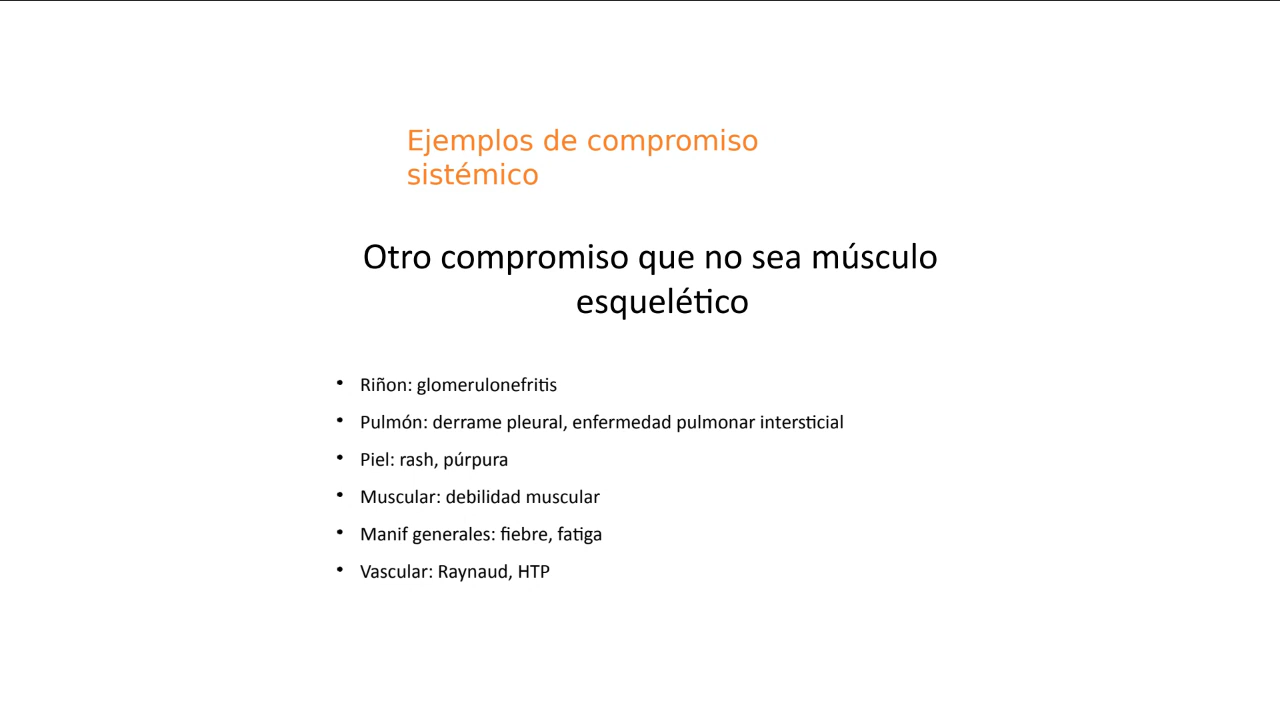 Ejemplos de compromiso
sistémico
Otro compromiso que no sea músculo
esquelético
• Riñon: glomerulonefritis
• Pulmón: derrame pleural, enfermedad pulmonar intersticial
• Piel: rash, púrpura
• Muscular: debilidad muscular
• Manif generales: fiebre, fatiga
• Vascular: Raynaud, HTP